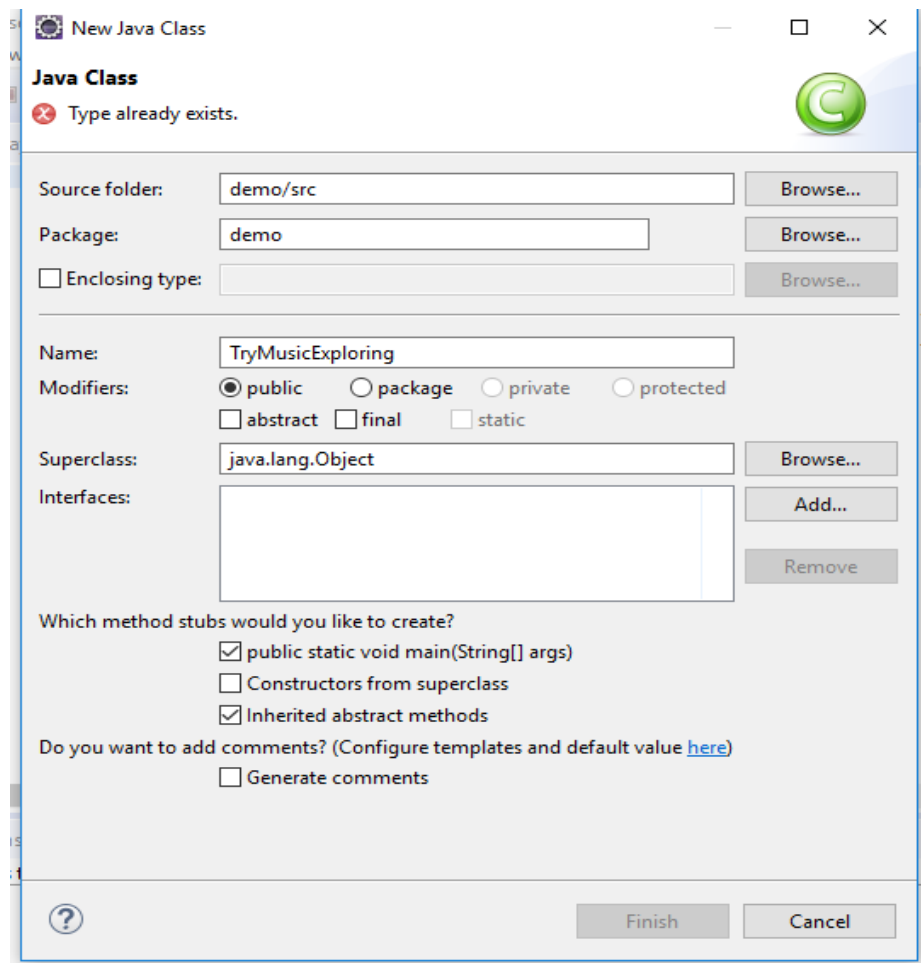 New Java Class
Java Class
Type already exists.
Source folder: demo/src Browse...
Package: demo Browse...
Enclosing type: Browse...
Name: TryMusicExploring
Modifiers: public package private protected
abstract final static
Superclass: java.lang.Object Browse...
Interfaces: Add...
Remove
Which method stubs would you like to create?
public static void main(String[] args)
Constructors from superclass
Inherited abstract methods
Do you want to add comments? (Configure templates and default value here)
Generate comments
? Finish Cancel